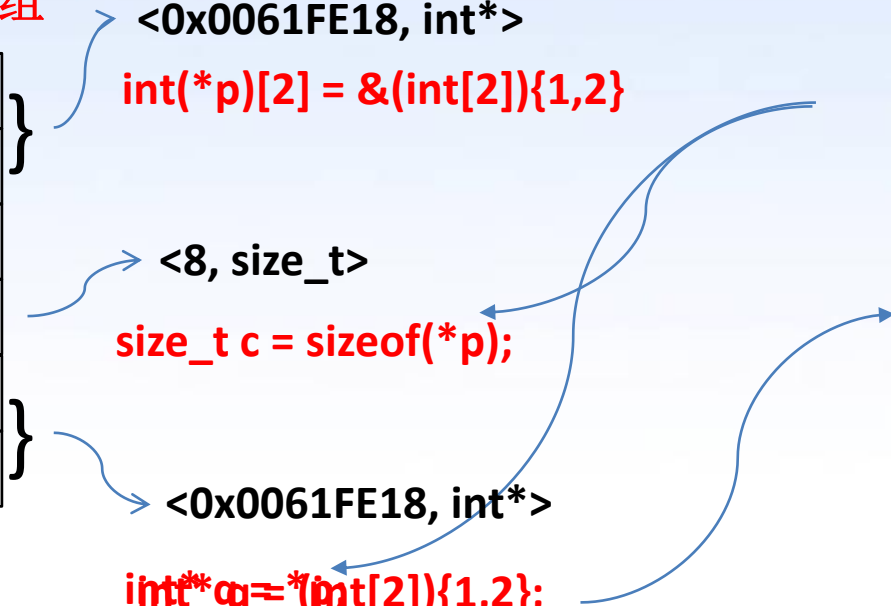 组
<0x0061FE18, int*>
int(*p)[2] = &(int[2]){1,2}
}
<8, size_t>
size_t c = sizeof(*p);
}
<0x0061FE18, int*>